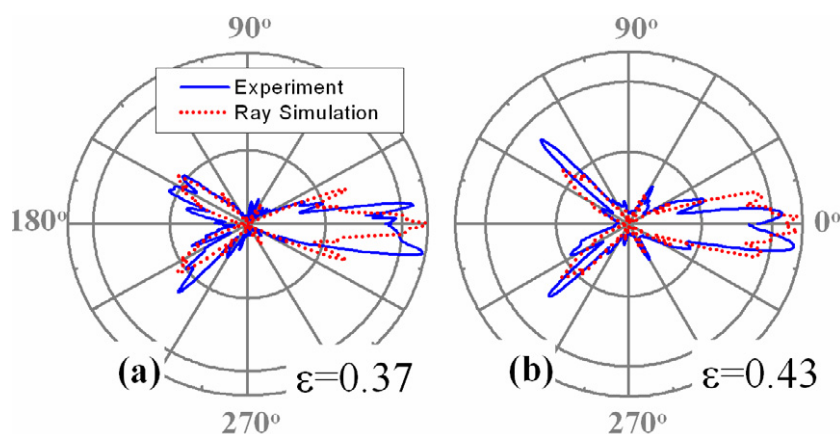 90°
90°
Experiment
Ray Simulation
180°
0°
(a)
ε=0.37
(b)
ε=0.43
270°
270°